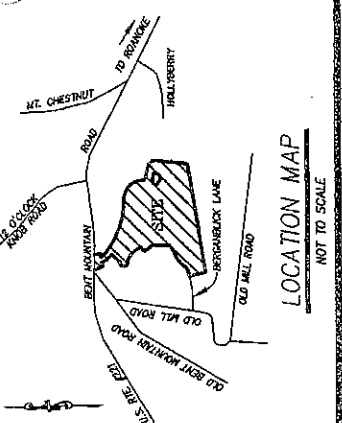 TO ROANOKE
MT. CHESTNUT
HOLLYBERRY
ROAD
12 O'CLOCK
KNOB ROAD
BENT MOUNTAIN
SITE
BERGANBLICK LANE
OLD MILL ROAD
OLD MILL ROAD
OLD BENT MOUNTAIN ROAD
U.S. RTE. #221
LOCATION MAP
NOT TO SCALE